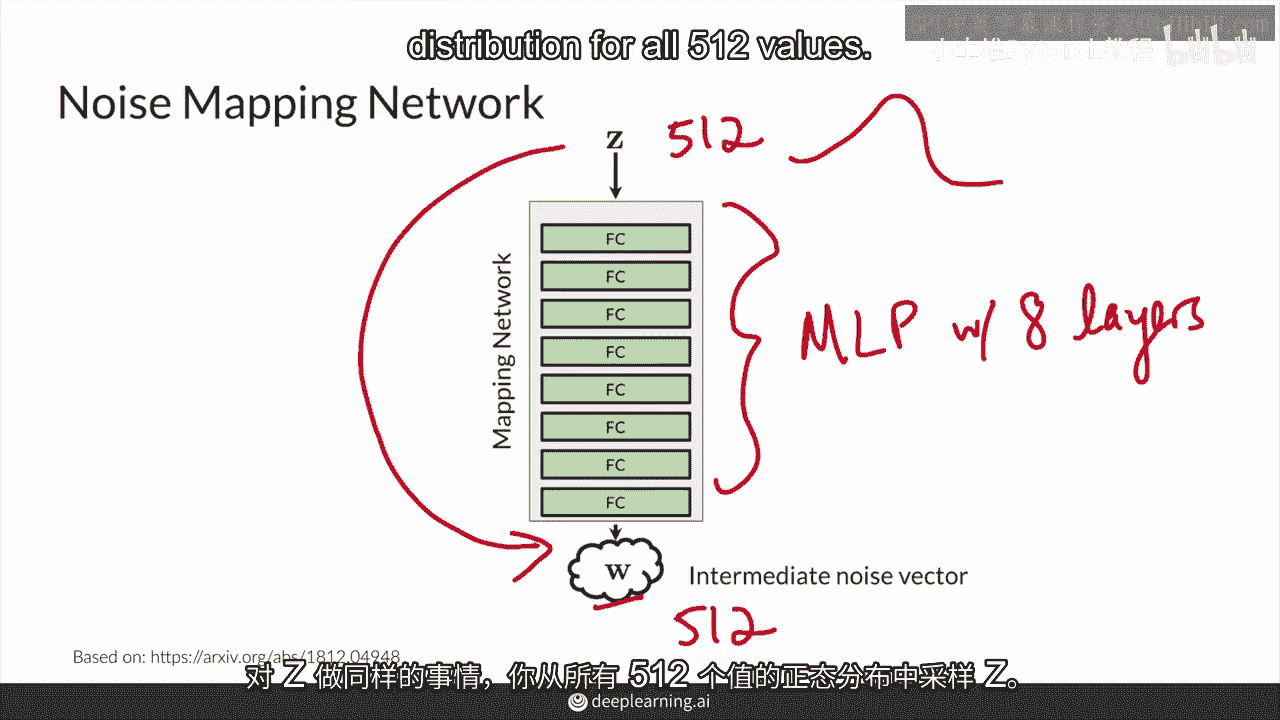 distribution for all 512 values.
Noise Mapping Network
z
512
Mapping Network
FC
FC
FC
FC
FC
FC
FC
FC
MLP w/ 8 layers
w
Intermediate noise vector
512
Based on: https://arxiv.org/abs/1812.04948
对 Z 做同样的事情，你从所有 512 个值的正态分布中采样 Z。
deeplearning.ai